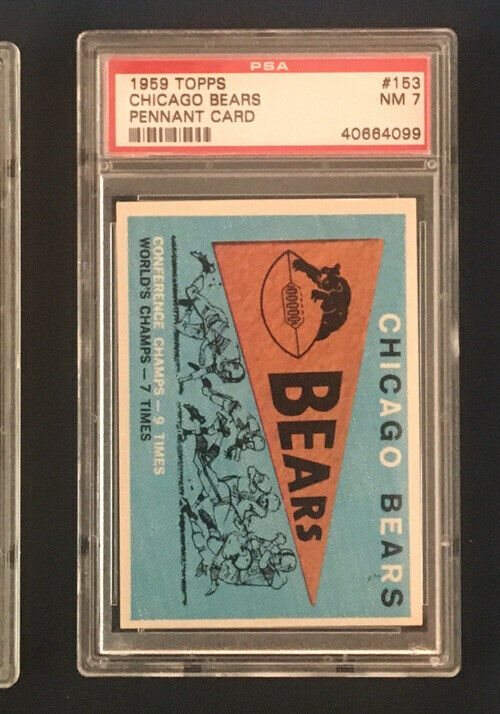 PSA
1959 TOPPS #153
CHICAGO BEARS NM 7
PENNANT CARD
40664099
CHICAGO BEARS
BEARS
CONFERENCE CHAMPS — 9 TIMES
WORLD'S CHAMPS — 7 TIMES